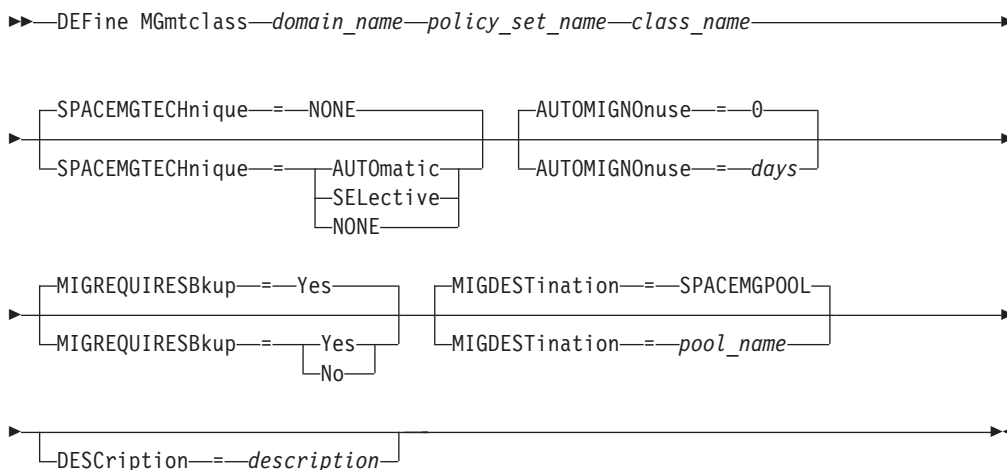 DEFine MGmtclass domain_name policy_set_name class_name
SPACEMGTECHnique = NONE AUTOMIGNOnuse = 0
SPACEMGTECHnique = AUTOmatic AUTOMIGNOnuse = days
SELective
NONE
MIGREQUIRESBkup = Yes MIGDESTination = SPACEMGPOOL
MIGREQUIRESBkup = Yes MIGDESTination = pool_name
No
DESCription = description